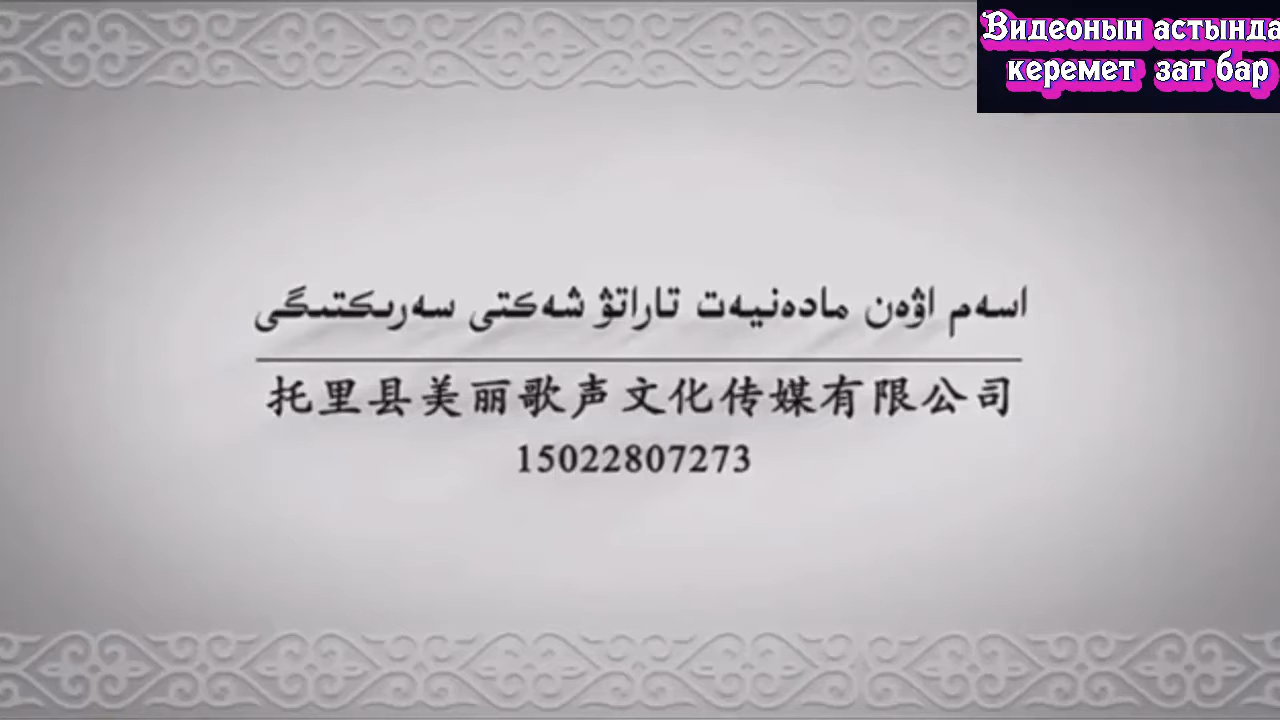 Видеонын астында
керемет зат бар
اسەم اۋەن مادەنيەت تاراتۋ شەكتى سەرىكتىگى
托里县美丽歌声文化传媒有限公司
15022807273